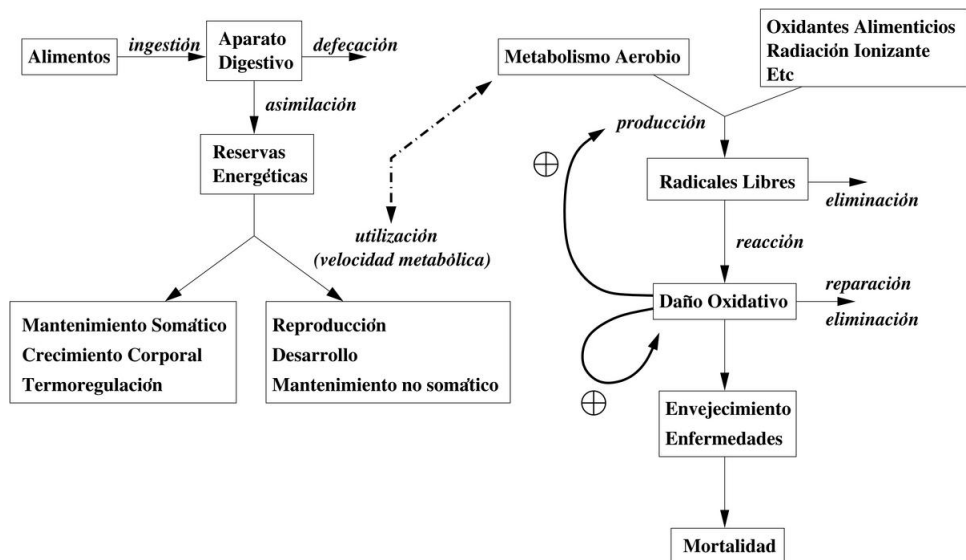 Alimentos
ingestión
Aparato
Digestivo
defecación
asimilación
Reservas
Energéticas
utilización
(velocidad metabólica)
Mantenimiento Somático
Crecimiento Corporal
Termoregulación
Reproducción
Desarrollo
Mantenimiento no somático
Metabolismo Aerobio
Oxidantes Alimenticios
Radiación Ionizante
Etc
producción
Radicales Libres
eliminación
reacción
Daño Oxidativo
reparación
eliminación
Envejecimiento
Enfermedades
Mortalidad